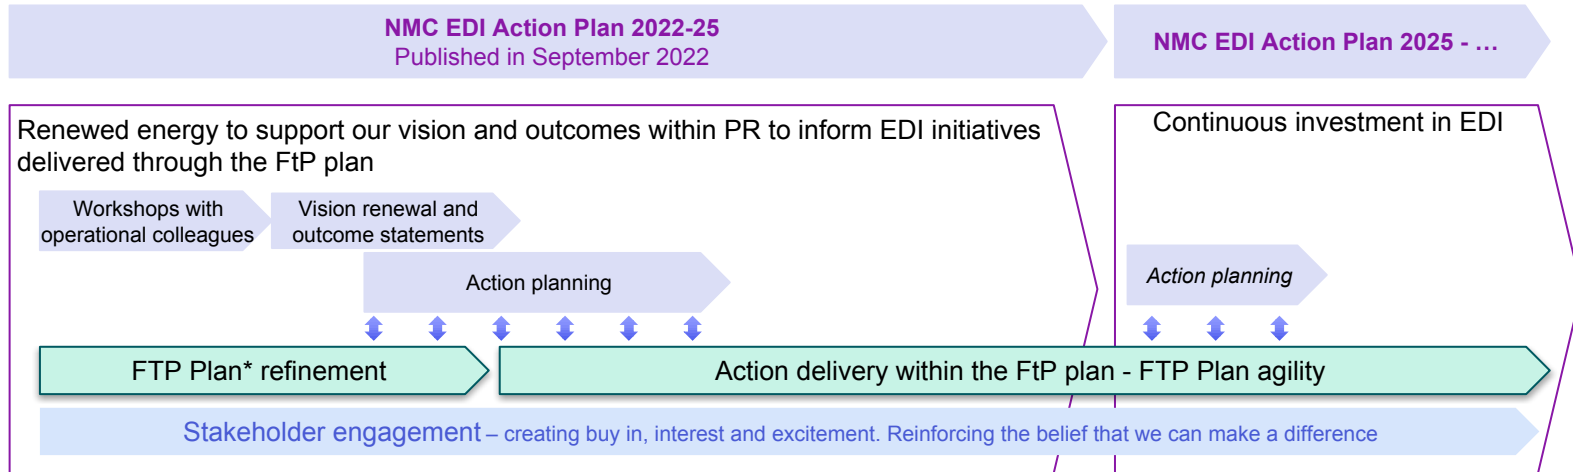 NMC EDI Action Plan 2022-25
Published in September 2022
NMC EDI Action Plan 2025 - …
Renewed energy to support our vision and outcomes within PR to inform EDI initiatives
delivered through the FtP plan
Continuous investment in EDI
Workshops with
operational colleagues
Vision renewal and
outcome statements
Action planning
Action planning
FTP Plan* refinement
Action delivery within the FtP plan - FTP Plan agility
Stakeholder engagement – creating buy in, interest and excitement. Reinforcing the belief that we can make a difference